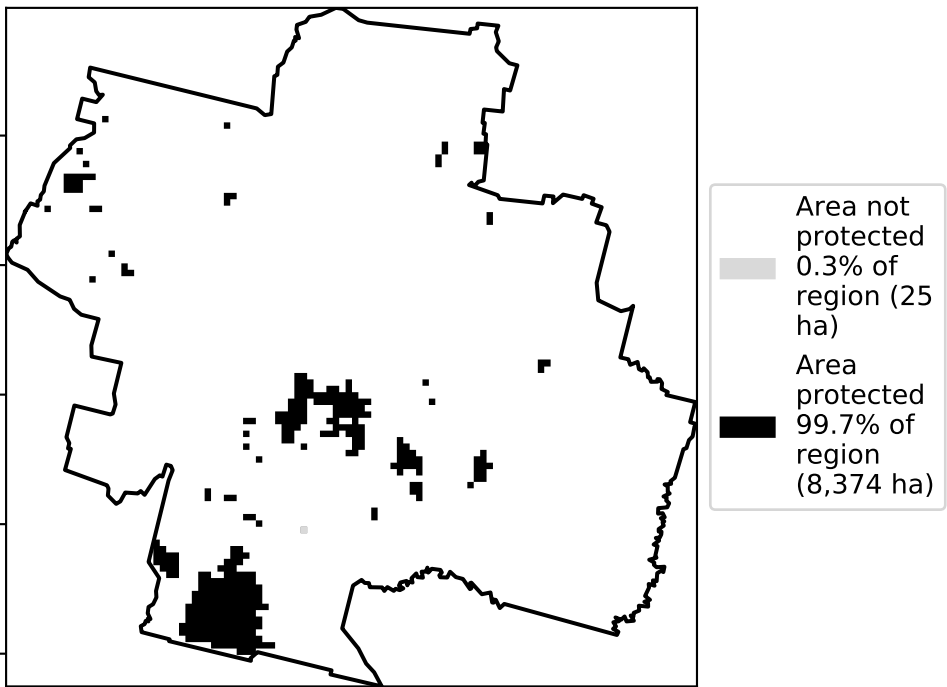 Area not
protected
0.3% of
region (25
ha)
Area
protected
99.7% of
region
(8,374 ha)